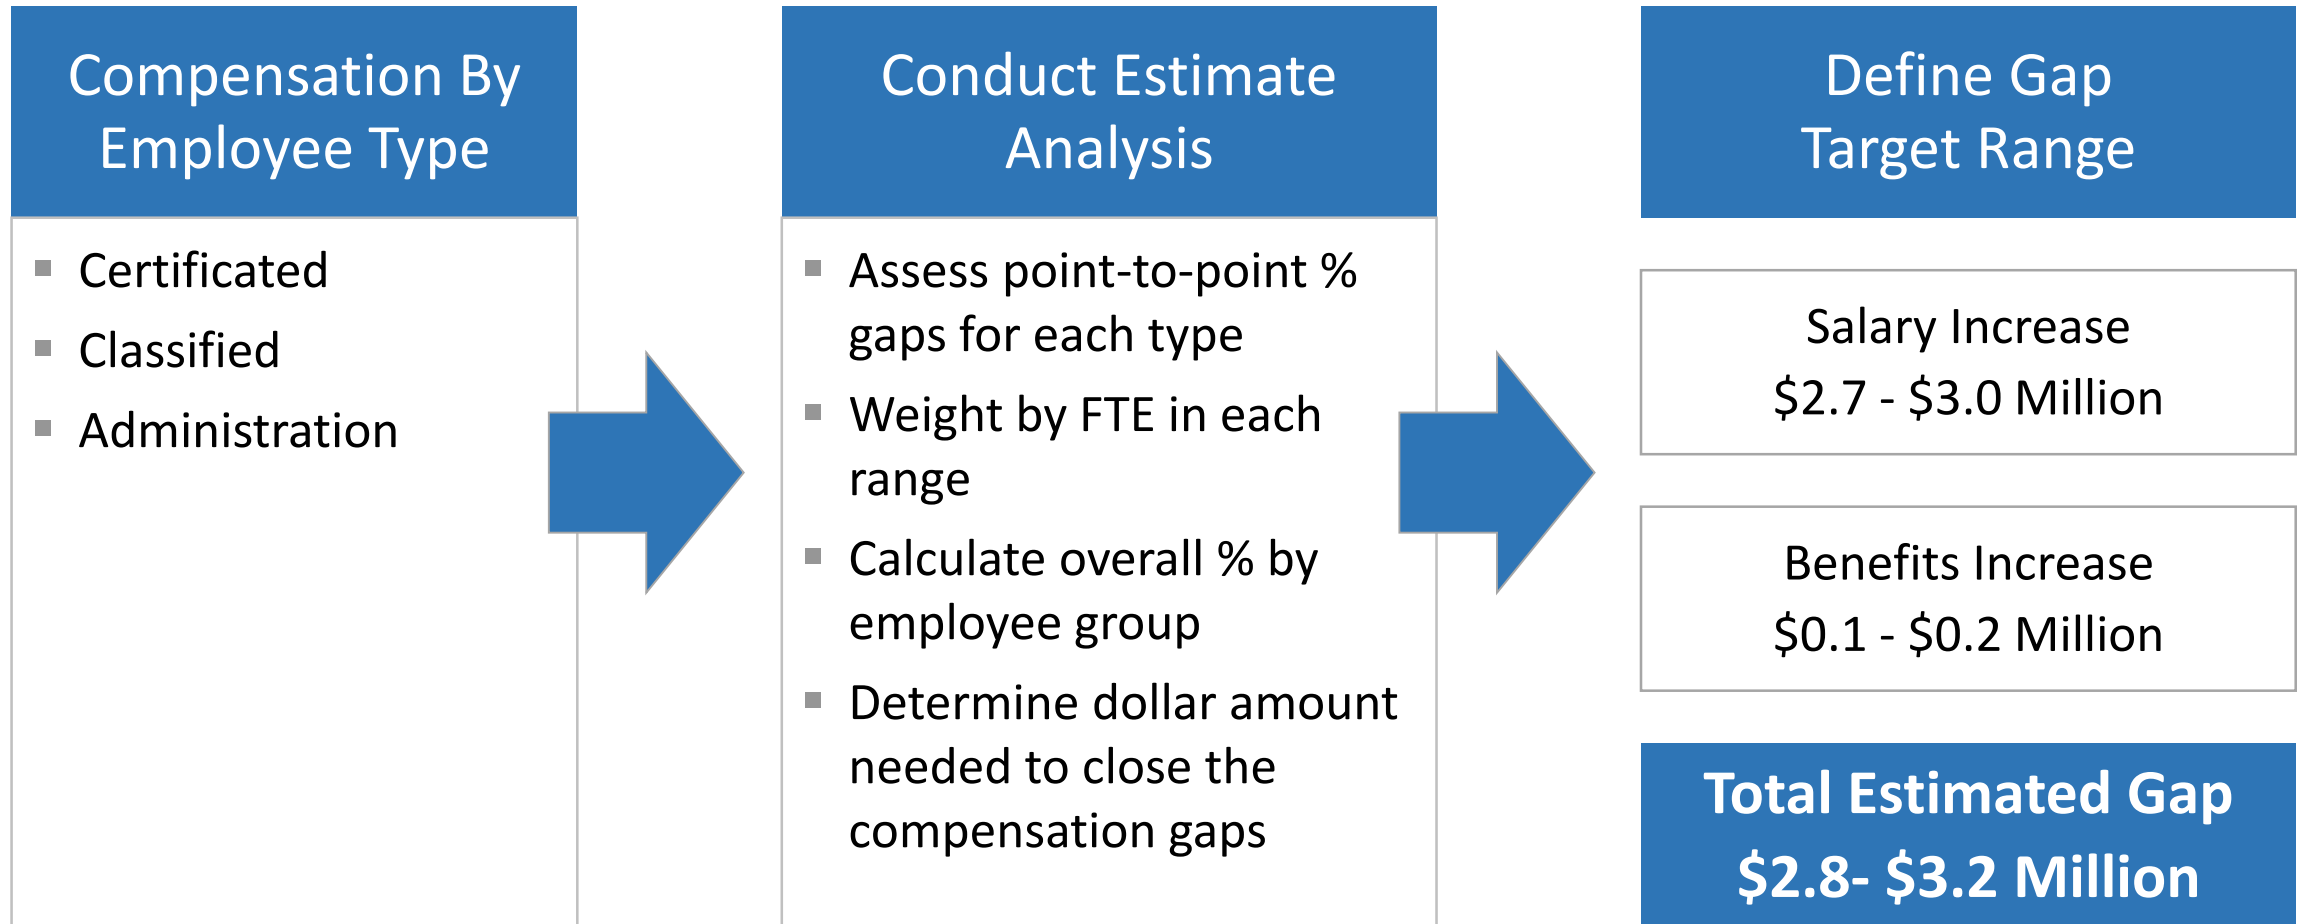 Compensation By
Employee Type
Certificated
Classified
Administration
Conduct Estimate
Analysis
Assess point-to-point %
gaps for each type
Weight by FTE in each
range
Calculate overall % by
employee group
Determine dollar amount
needed to close the
compensation gaps
Define Gap
Target Range
Salary Increase
$2.7 - $3.0 Million
Benefits Increase
$0.1 - $0.2 Million
Total Estimated Gap
$2.8- $3.2 Million